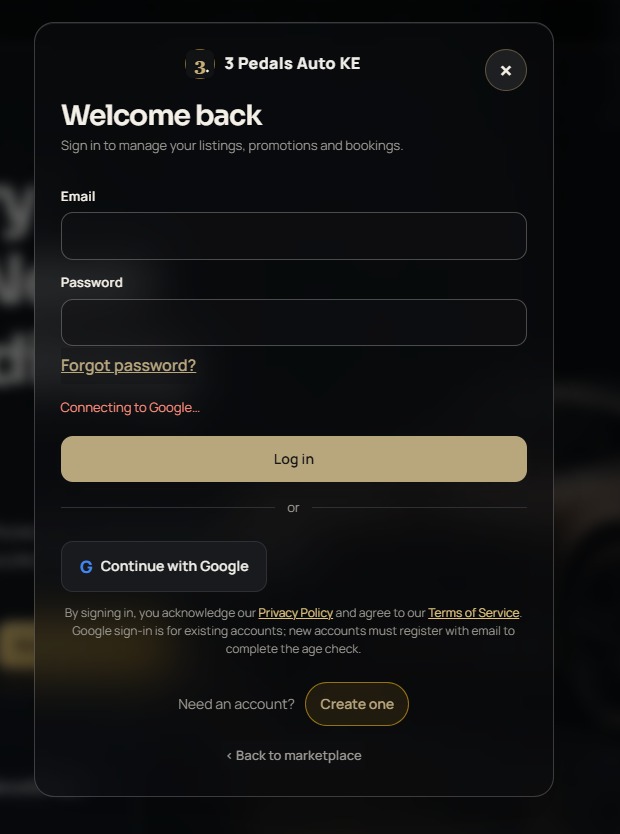 3. 3 Pedals Auto KE
×
Welcome back
Sign in to manage your listings, promotions and bookings.
Email
Password
Forgot password?
Connecting to Google...
Log in
or
G Continue with Google
By signing in, you acknowledge our Privacy Policy and agree to our Terms of Service.
Google sign-in is for existing accounts; new accounts must register with email to
complete the age check.
Need an account? Create one
‹ Back to marketplace